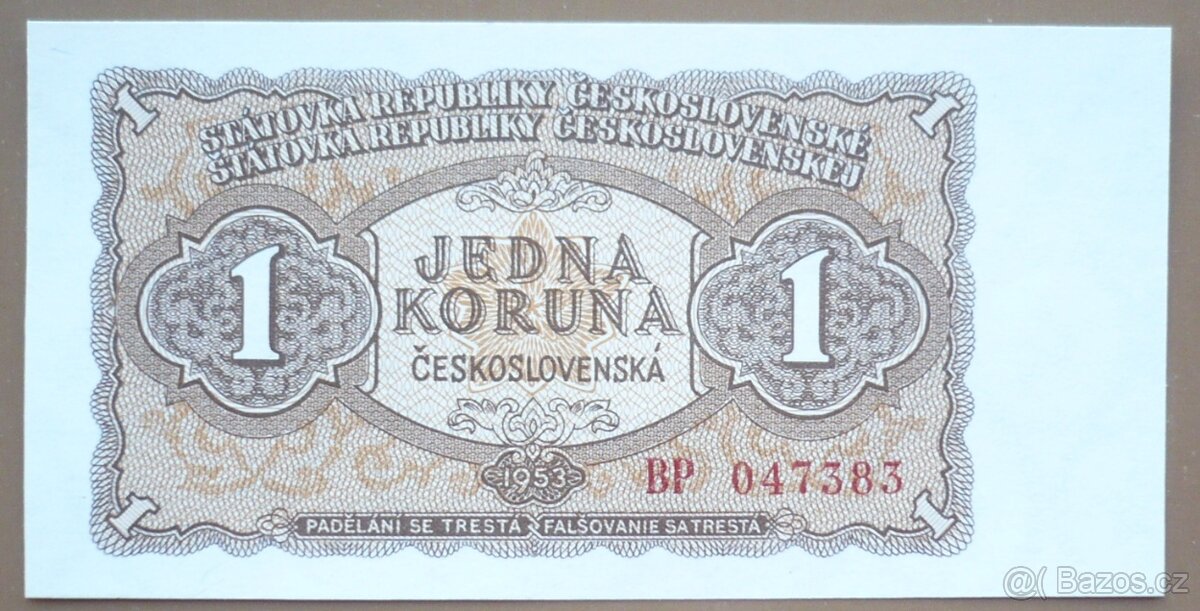 1 1
STÁTOVKA REPUBLIKY ČESKOSLOVENSKÉ
ŠTÁTOVKA REPUBLIKY ČESKOSLOVENSKEJ
1 JEDNA 1
KORUNA
ČESKOSLOVENSKÁ
1953
BP 047383
1 1
PADĚLÁNÍ SE TRESTÁ FALŠOVANIE SA TRESTÁ
@( Bazos.cz